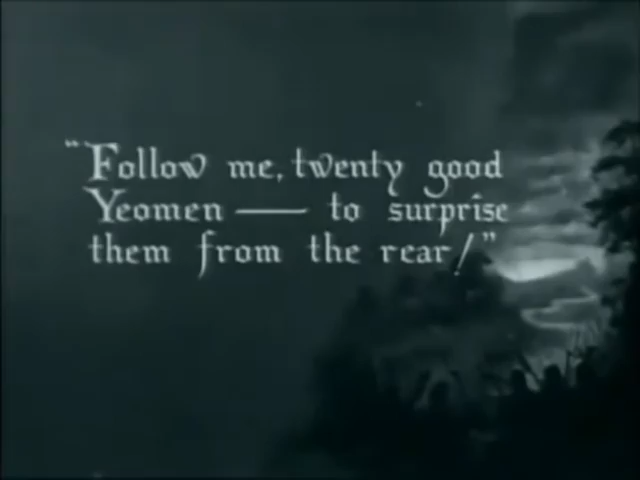 "Follow me, twenty good
Yeomen — to surprise
them from the rear!"